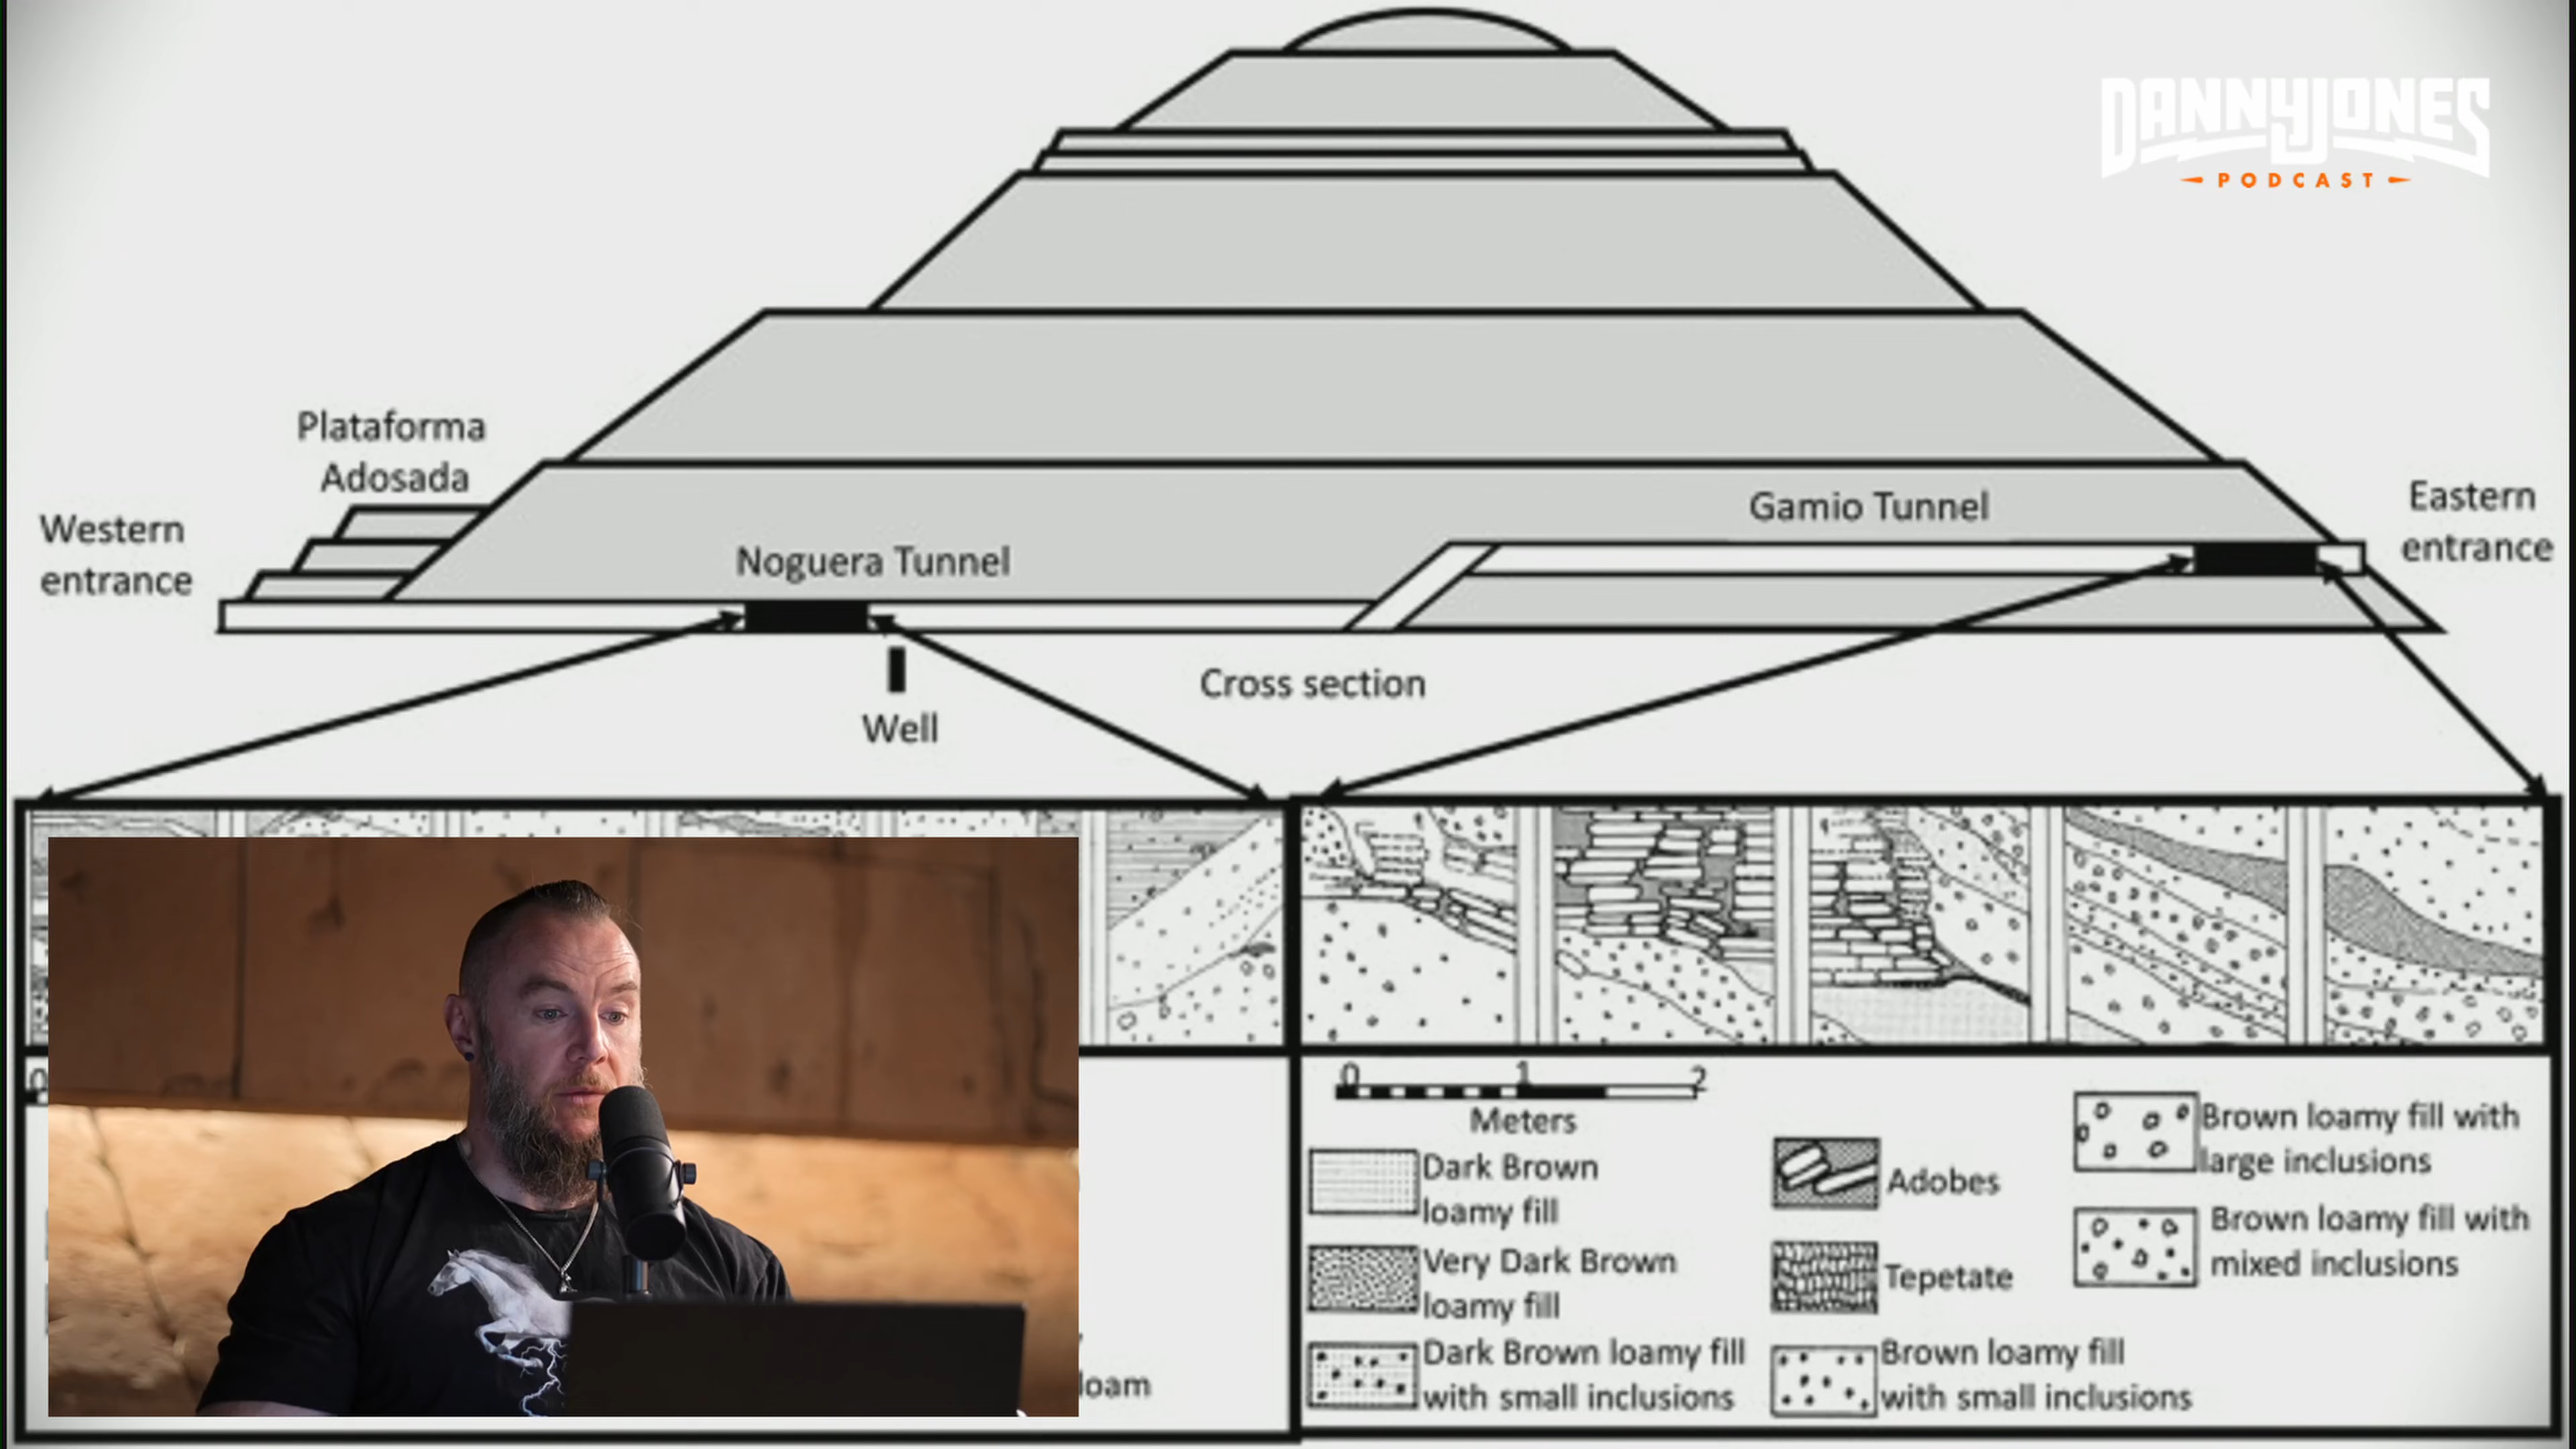 DANNY JONES
PODCAST
Plataforma
Adosada
Western
entrance
Noguera Tunnel
Gamio Tunnel
Eastern
entrance
Cross section
Well
0 1 2
Meters
Dark Brown
loamy fill
Very Dark Brown
loamy fill
Dark Brown loamy fill
with small inclusions
Adobes
Tepetate
Brown loamy fill
with small inclusions
Brown loamy fill with
large inclusions
Brown loamy fill with
mixed inclusions
loam